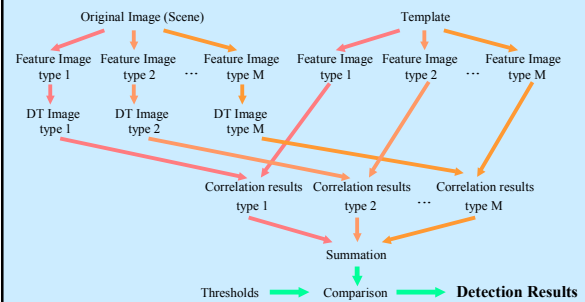 Original Image (Scene) Template
Feature Image Feature Image Feature Image Feature Image Feature Image Feature Image
type 1 type 2 ... type M type 1 type 2 ... type M
DT Image DT Image DT Image
type 1 type 2 type M
Correlation results Correlation results Correlation results
type 1 type 2 ... type M
Summation
Thresholds Comparison Detection Results